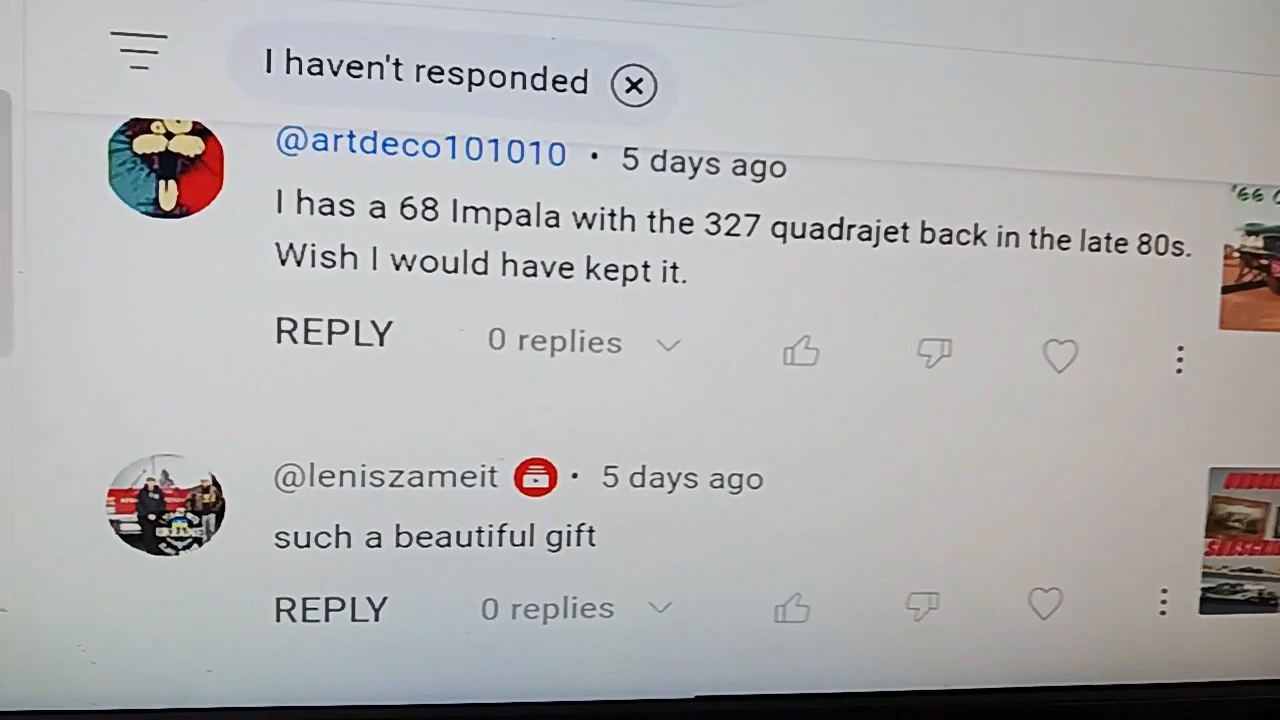 I haven't responded
@artdeco101010 · 5 days ago
I has a 68 Impala with the 327 quadrajet back in the late 80s.
Wish I would have kept it.
REPLY 0 replies
'66
@leniszameit · 5 days ago
such a beautiful gift
REPLY 0 replies